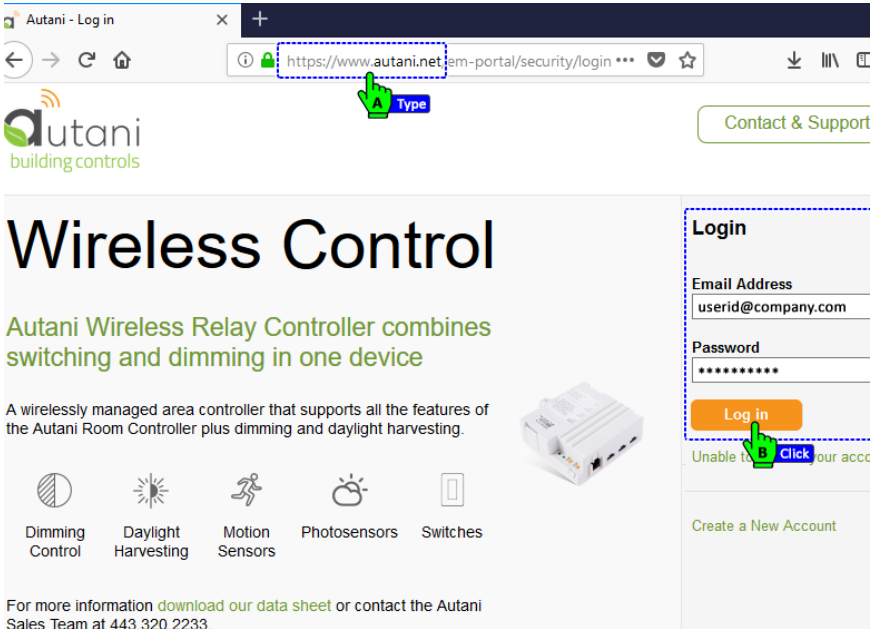 Autani - Log in
https://www.autani.net/em-portal/security/login
A Type
autani
building controls
Contact & Support
Wireless Control
Login
Email Address
userid@company.com
Autani Wireless Relay Controller combines
switching and dimming in one device
Password
**********
A wirelessly managed area controller that supports all the features of
the Autani Room Controller plus dimming and daylight harvesting.
Log in
B Click
Unable to your acco
Dimming
Control
Daylight
Harvesting
Motion
Sensors
Photosensors
Switches
Create a New Account
For more information download our data sheet or contact the Autani
Sales Team at 443.320.2233.